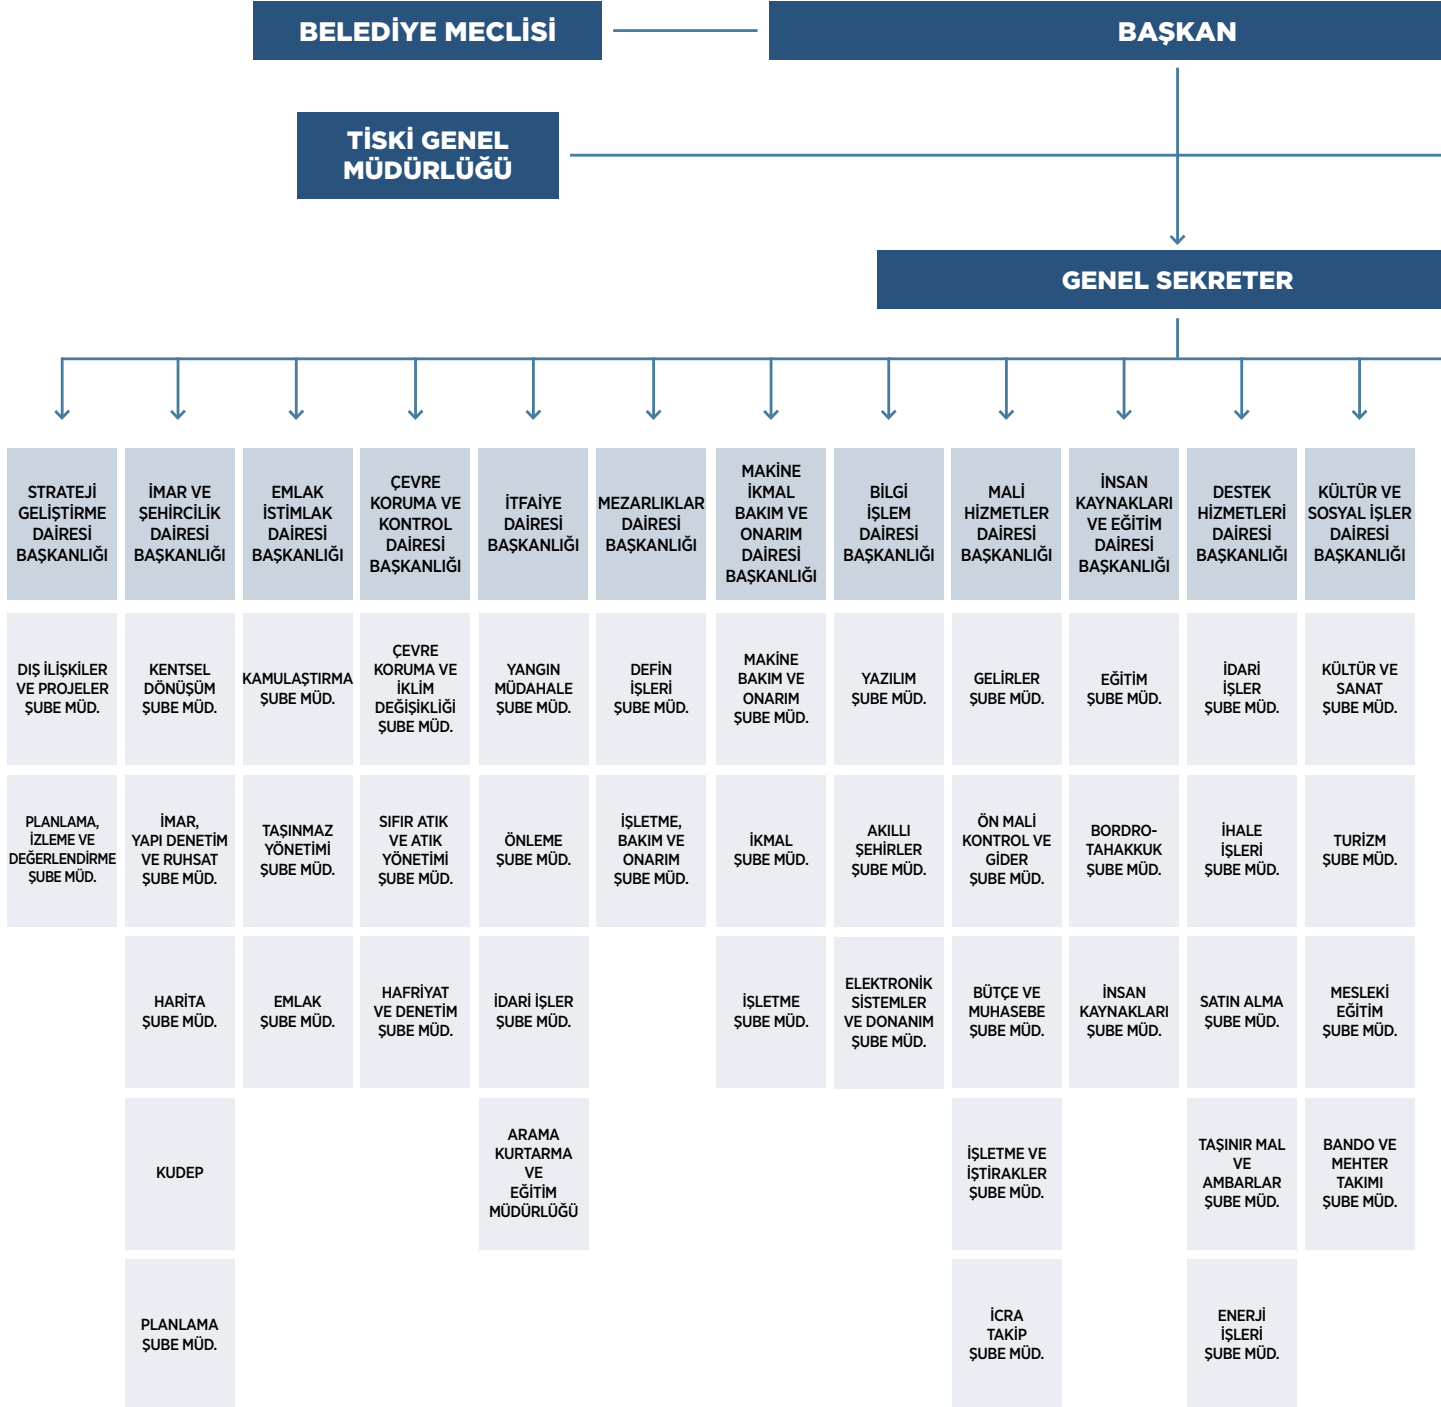 BELEDİYE MECLİSİ
BAŞKAN
TİSKİ GENEL
MÜDÜRLÜĞÜ
GENEL SEKRETER
STRATEJİ
GELİŞTİRME
DAİRESİ
BAŞKANLIĞI
İMAR VE
ŞEHİRCİLİK
DAİRESİ
BAŞKANLIĞI
EMLAK
İSTİMLAK
DAİRESİ
BAŞKANLIĞI
ÇEVRE
KORUMA VE
KONTROL
DAİRESİ
BAŞKANLIĞI
İTFAİYE
DAİRESİ
BAŞKANLIĞI
MEZARLIKLAR
DAİRESİ
BAŞKANLIĞI
MAKİNE
İKMAL
BAKIM VE
ONARIM
DAİRESİ
BAŞKANLIĞI
BİLGİ
İŞLEM
DAİRESİ
BAŞKANLIĞI
MALİ
HİZMETLER
DAİRESİ
BAŞKANLIĞI
İNSAN
KAYNAKLARI
VE EĞİTİM
DAİRESİ
BAŞKANLIĞI
DESTEK
HİZMETLERİ
DAİRESİ
BAŞKANLIĞI
KÜLTÜR VE
SOSYAL İŞLER
DAİRESİ
BAŞKANLIĞI
DIŞ İLİŞKİLER
VE PROJELER
ŞUBE MÜD.
KENTSEL
DÖNÜŞÜM
ŞUBE MÜD.
KAMULAŞTIRMA
ŞUBE MÜD.
ÇEVRE
KORUMA VE
İKLİM
DEĞİŞİKLİĞİ
ŞUBE MÜD.
YANGIN
MÜDAHALE
ŞUBE MÜD.
DEFİN
İŞLERİ
ŞUBE MÜD.
MAKİNE
BAKIM VE
ONARIM
ŞUBE MÜD.
YAZILIM
ŞUBE MÜD.
GELİRLER
ŞUBE MÜD.
EĞİTİM
ŞUBE MÜD.
İDARİ
İŞLER
ŞUBE MÜD.
KÜLTÜR VE
SANAT
ŞUBE MÜD.
PLANLAMA,
İZLEME VE
DEĞERLENDİRME
ŞUBE MÜD.
İMAR,
YAPI DENETİM
VE RUHSAT
ŞUBE MÜD.
TAŞINMAZ
YÖNETİMİ
ŞUBE MÜD.
SIFIR ATIK
VE ATIK
YÖNETİMİ
ŞUBE MÜD.
ÖNLEME
ŞUBE MÜD.
İŞLETME,
BAKIM VE
ONARIM
ŞUBE MÜD.
İKMAL
ŞUBE MÜD.
AKILLI
ŞEHİRLER
ŞUBE MÜD.
ÖN MALİ
KONTROL VE
GİDER
ŞUBE MÜD.
BORDRO-
TAHAKKUK
ŞUBE MÜD.
İHALE
İŞLERİ
ŞUBE MÜD.
TURİZM
ŞUBE MÜD.
HARİTA
ŞUBE MÜD.
EMLAK
ŞUBE MÜD.
HAFRİYAT
VE DENETİM
ŞUBE MÜD.
İDARİ İŞLER
ŞUBE MÜD.
İŞLETME
ŞUBE MÜD.
ELEKTRONİK
SİSTEMLER
VE DONANIM
ŞUBE MÜD.
BÜTÇE VE
MUHASEBE
ŞUBE MÜD.
İNSAN
KAYNAKLARI
ŞUBE MÜD.
SATIN ALMA
ŞUBE MÜD.
MESLEKİ
EĞİTİM
ŞUBE MÜD.
KUDEP
ARAMA
KURTARMA
VE
EĞİTİM
MÜDÜRLÜĞÜ
İŞLETME VE
İŞTİRAKLER
ŞUBE MÜD.
TAŞINIR MAL
VE
AMBARLAR
ŞUBE MÜD.
BANDO VE
MEHTER
TAKIMI
ŞUBE MÜD.
PLANLAMA
ŞUBE MÜD.
İCRA
TAKİP
ŞUBE MÜD.
ENERJİ
İŞLERİ
ŞUBE MÜD.